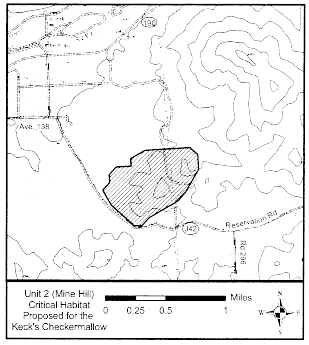 190
Ave. 138
J42
Reservation Rd
Rd 296
Unit 2 (Mine Hill)
Critical Habitat
Proposed for the
Keck's Checkermallow
0 0.25 0.5 1 Miles
N
W E
S